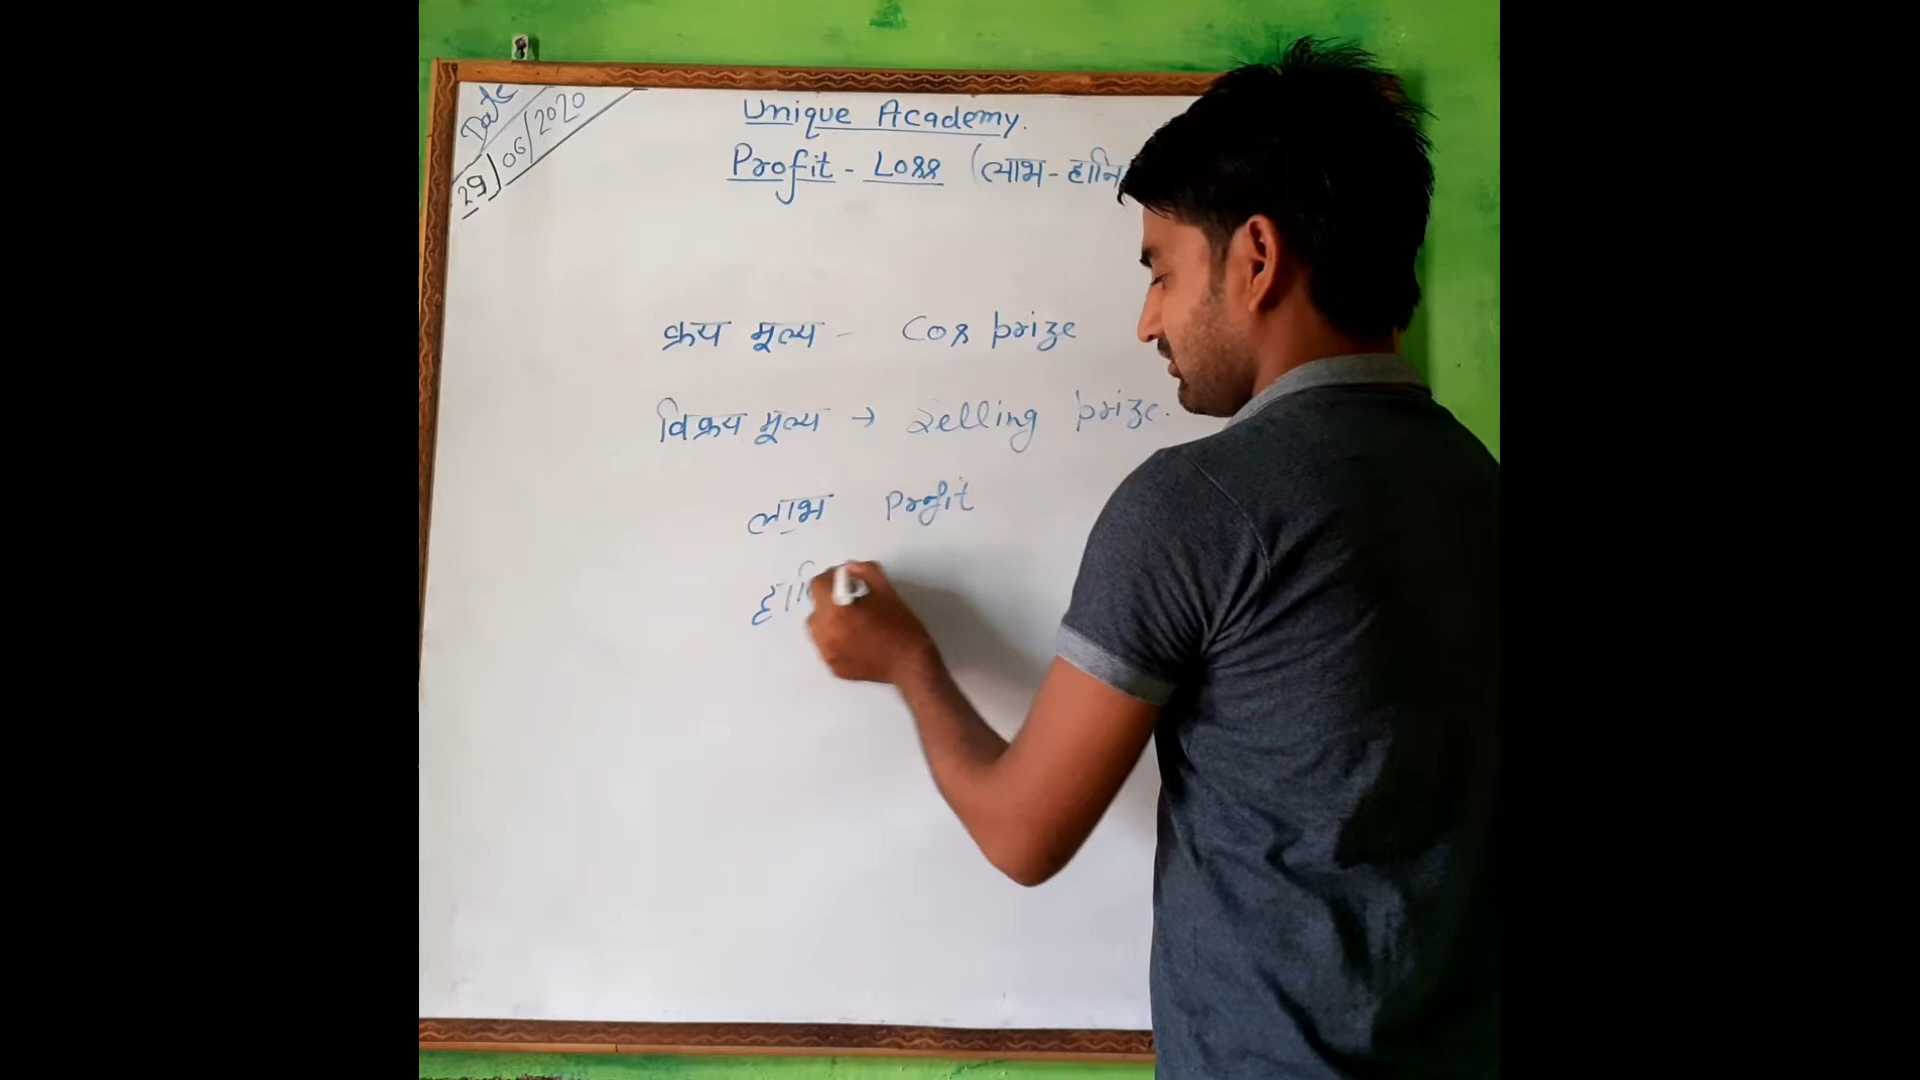 Date
29/06/2020
Unique Academy.
Profit - Loss (लाभ - हानि
क्रय मूल्य - Cos prize
विक्रय मूल्य → Selling prize.
लाभ Profit